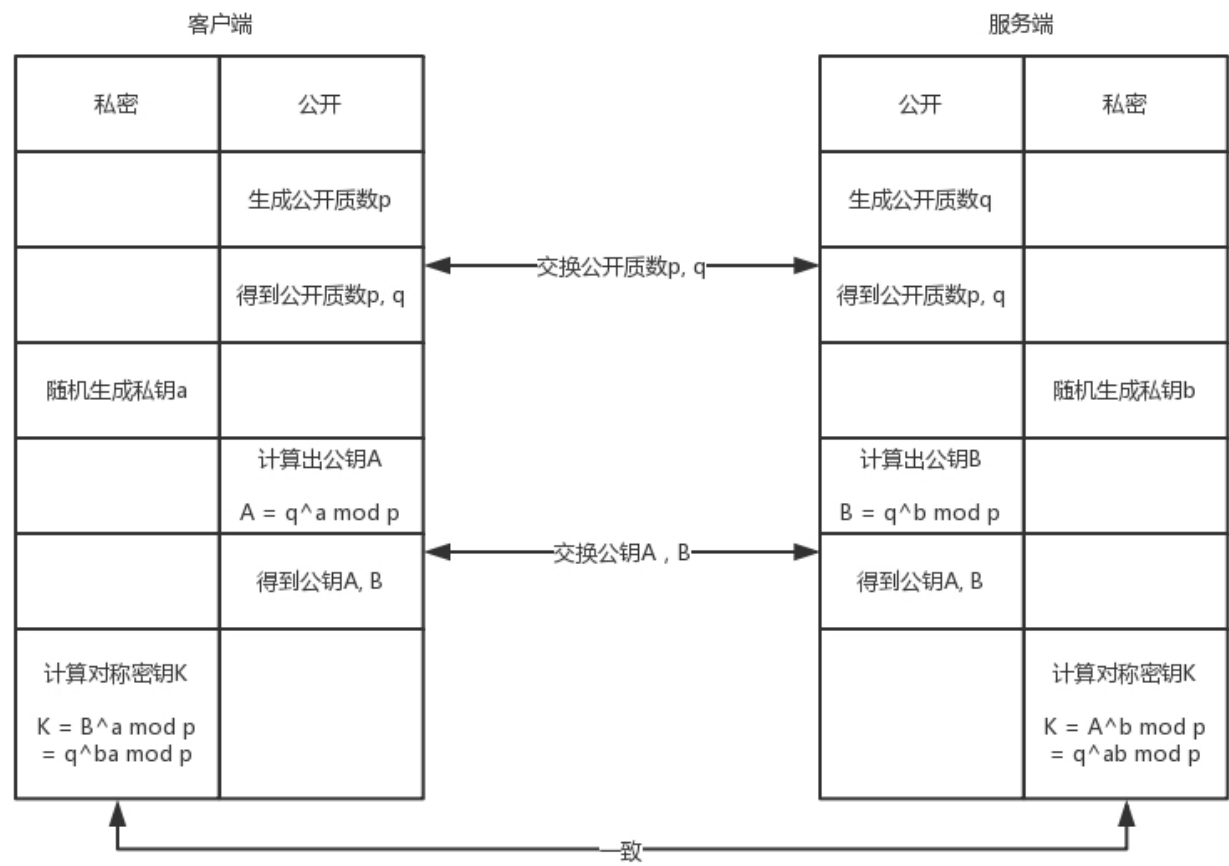 客户端
服务端
私密
公开
公开
私密
生成公开质数p
生成公开质数q
交换公开质数p, q
得到公开质数p, q
得到公开质数p, q
随机生成私钥a
随机生成私钥b
计算出公钥A
A = q^a mod p
计算出公钥B
B = q^b mod p
交换公钥A , B
得到公钥A, B
得到公钥A, B
计算对称密钥K
K = B^a mod p
= q^ba mod p
计算对称密钥K
K = A^b mod p
= q^ab mod p
一致